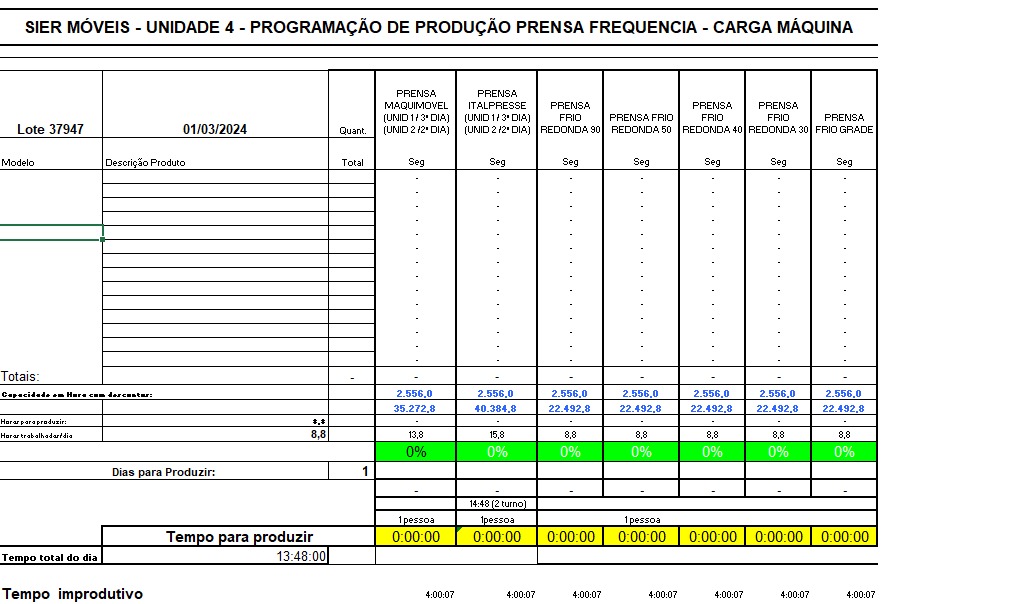 SIER MÓVEIS - UNIDADE 4 - PROGRAMAÇÃO DE PRODUÇÃO PRENSA FREQUENCIA - CARGA MÁQUINA
Lote 37947 01/03/2024 Quant. PRENSA MAQUIMOVEL (UNID 1 / 3ª DIA) (UNID 2 /2ª DIA) PRENSA ITALPRESSE (UNID 1 / 3ª DIA) (UNID 2 /2ª DIA) PRENSA FRIO REDONDA 90 PRENSA FRIO REDONDA 50 PRENSA FRIO REDONDA 40 PRENSA FRIO REDONDA 30 PRENSA FRIO GRADE
Modelo Descrição Produto Total Seg Seg Seg Seg Seg Seg Seg
- - - - - - -
- - - - - - -
- - - - - - -
- - - - - - -
- - - - - - -
- - - - - - -
- - - - - - -
- - - - - - -
- - - - - - -
- - - - - - -
- - - - - - -
- - - - - - -
- - - - - - -
- - - - - - -
Totais: - - - - - - - -
Capacidade em Hora com descontar: 2.556,0 2.556,0 2.556,0 2.556,0 2.556,0 2.556,0 2.556,0
35.272,8 40.384,8 22.492,8 22.492,8 22.492,8 22.492,8 22.492,8
Horas para produzir: - - - - - - -
Horas trabalhadas/dia 8,8 13,8 15,8 8,8 8,8 8,8 8,8 8,8
0% 0% 0% 0% 0% 0% 0%
Dias para Produzir: 1
- - - - - - -
14:48 (2 turno)
1 pessoa 1 pessoa 1 pessoa
Tempo para produzir 0:00:00 0:00:00 0:00:00 0:00:00 0:00:00 0:00:00 0:00:00
Tempo total do dia 13:48:00
Tempo improdutivo 4:00:07 4:00:07 4:00:07 4:00:07 4:00:07 4:00:07 4:00:07